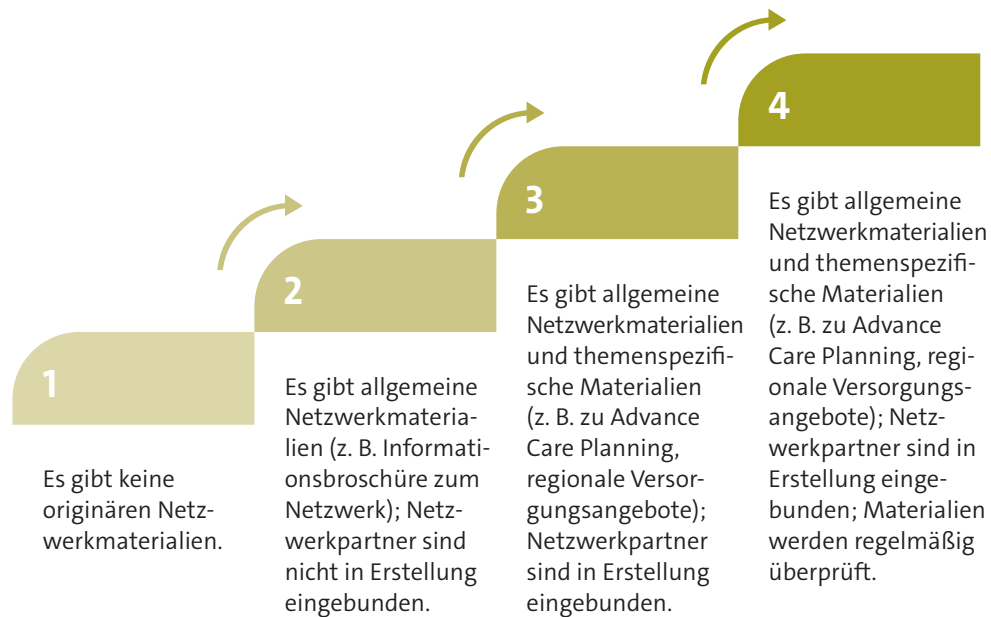 1
Es gibt keine
originären Netz-
werkmaterialien.
2
Es gibt allgemeine
Netzwerkmateria-
lien (z. B. Informati-
onsbroschüre zum
Netzwerk); Netz-
werkpartner sind
nicht in Erstellung
eingebunden.
3
Es gibt allgemeine
Netzwerkmaterialien
und themenspezifi-
sche Materialien
(z. B. zu Advance
Care Planning,
regionale Versor-
gungsangebote);
Netzwerkpartner
sind in Erstellung
eingebunden.
4
Es gibt allgemeine
Netzwerkmaterialien
und themenspezifi-
sche Materialien
(z. B. zu Advance
Care Planning, regi-
onale Versorgungs-
angebote); Netz-
werkpartner sind in
Erstellung einge-
bunden; Materialien
werden regelmäßig
überprüft.